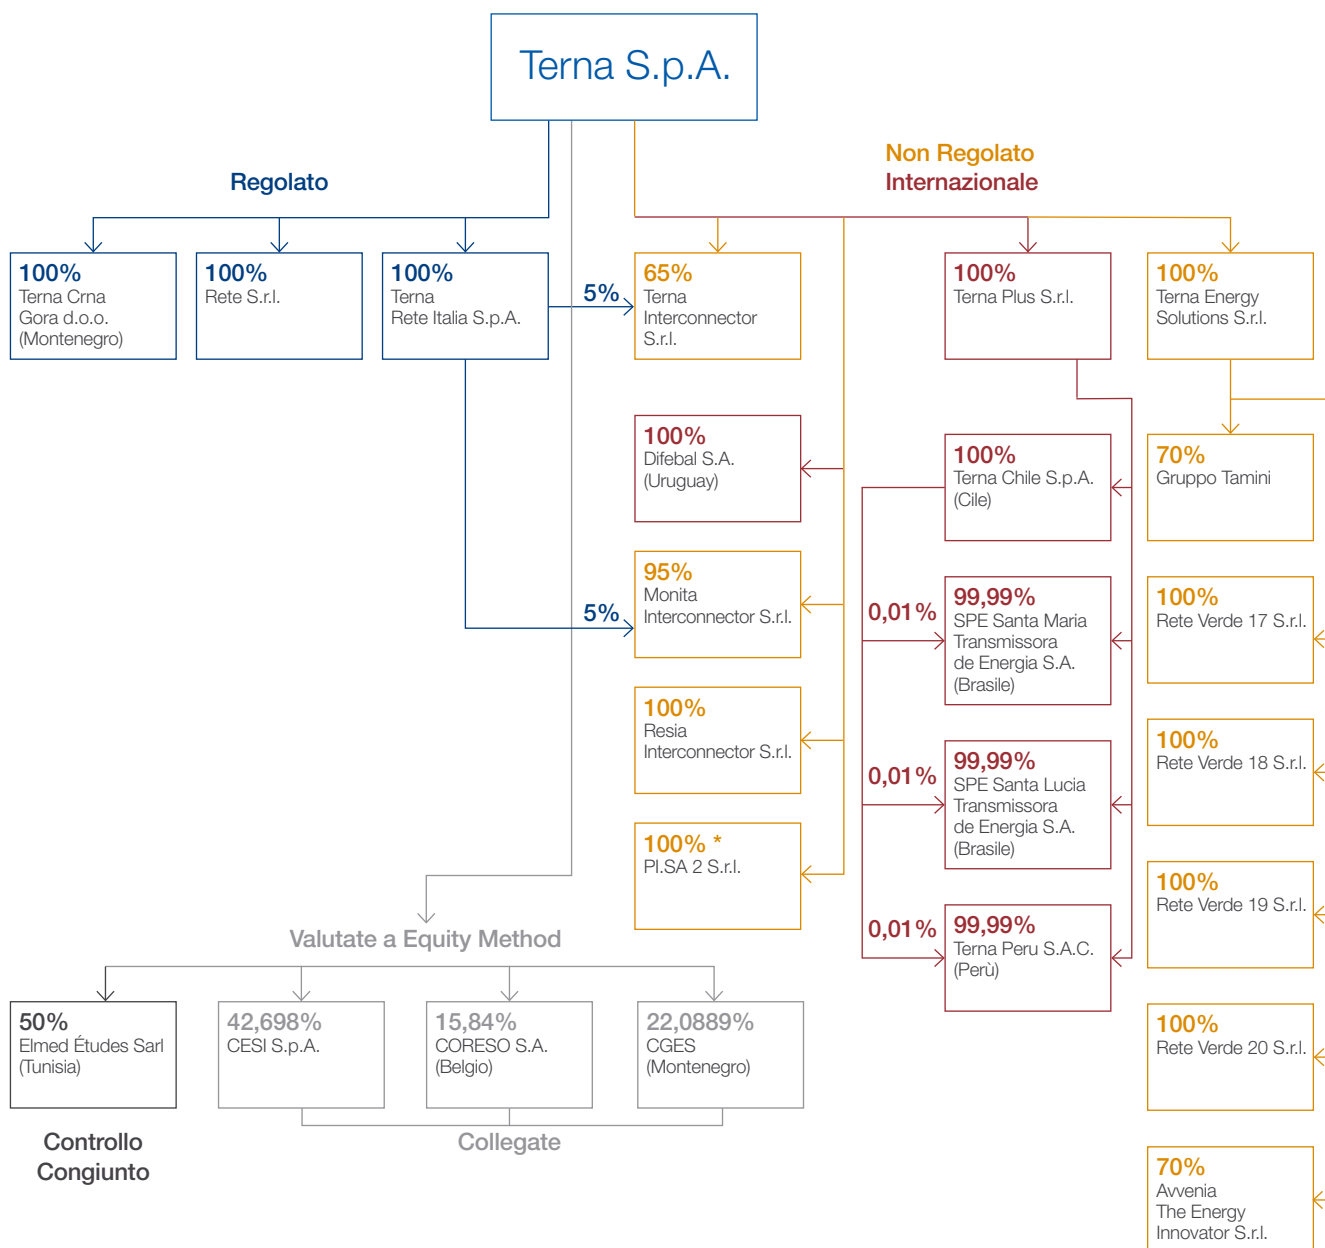 Terna S.p.A.
Regolato
Non Regolato
Internazionale
100%
Terna Crna
Gora d.o.o.
(Montenegro)
100%
Rete S.r.l.
100%
Terna
Rete Italia S.p.A.
5%
65%
Terna
Interconnector
S.r.l.
100%
Terna Plus S.r.l.
100%
Terna Energy
Solutions S.r.l.
100%
Difebal S.A.
(Uruguay)
100%
Terna Chile S.p.A.
(Cile)
70%
Gruppo Tamini
5%
95%
Monita
Interconnector S.r.l.
0,01%
99,99%
SPE Santa Maria
Transmissora
de Energia S.A.
(Brasile)
100%
Rete Verde 17 S.r.l.
100%
Resia
Interconnector S.r.l.
0,01%
99,99%
SPE Santa Lucia
Transmissora
de Energia S.A.
(Brasile)
100%
Rete Verde 18 S.r.l.
100% *
PI.SA 2 S.r.l.
0,01%
99,99%
Terna Peru S.A.C.
(Perù)
100%
Rete Verde 19 S.r.l.
Valutate a Equity Method
50%
Elmed Études Sarl
(Tunisia)
42,698%
CESI S.p.A.
15,84%
CORESO S.A.
(Belgio)
22,0889%
CGES
(Montenegro)
100%
Rete Verde 20 S.r.l.
Controllo
Congiunto
Collegate
70%
Avvenia
The Energy
Innovator S.r.l.